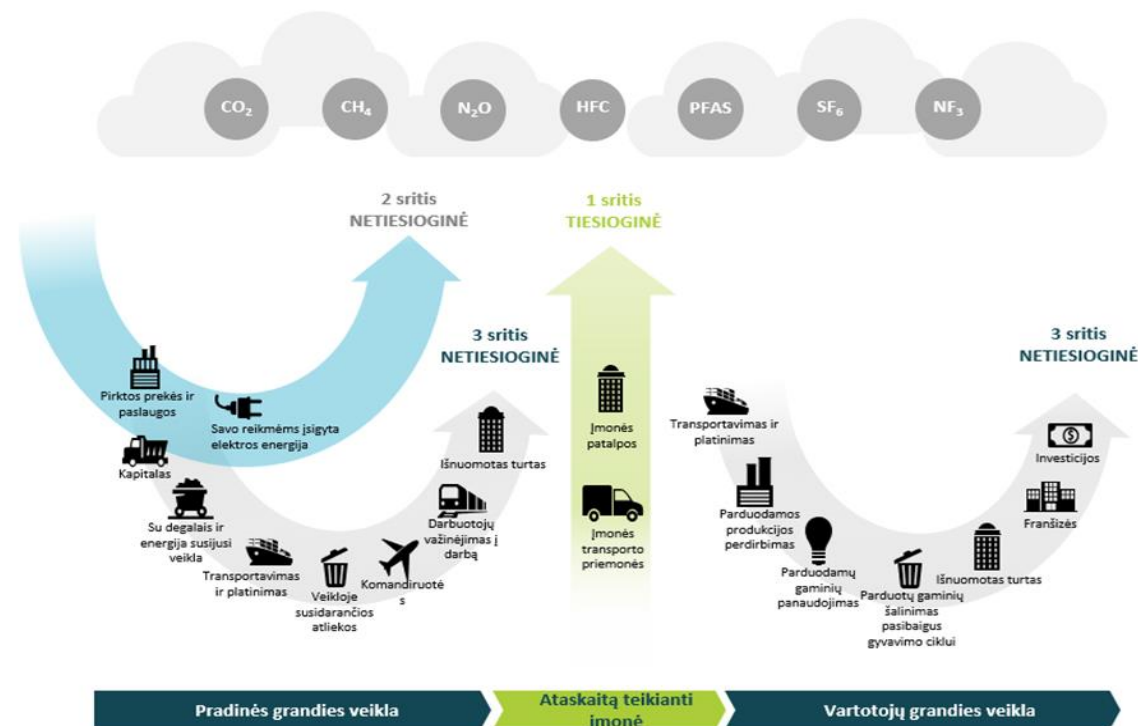 CO₂
CH₄
N₂O
HFC
PFAS
SF₆
NF₃
2 sritis
NETIESIOGINĖ
1 sritis
TIESIOGINĖ
3 sritis
NETIESIOGINĖ
3 sritis
NETIESIOGINĖ
Pirktos prekės ir
paslaugos
Savo reikmėms įsigyta
elektros energija
Kapitalas
Su degalais ir
energija susijusi
veikla
Transportavimas
ir platinimas
Veikloje
susidarančios
atliekos
Komandiruotė
s
Darbuotojų
važinėjimas į
darbą
Išnuomotas turtas
Įmonės
patalpos
Įmonės
transporto
priemonės
Transportavimas ir
platinimas
Parduodamos
produkcijos
perdirbimas
Parduodamų
gaminių
panaudojimas
Parduotų gaminių
šalinimas
pasibaigus
gyvavimo ciklui
Išnuomotas turtas
Franšizės
Investicijos
Pradinės grandies veikla
Ataskaitą teikianti
įmonė
Vartotojų grandies veikla